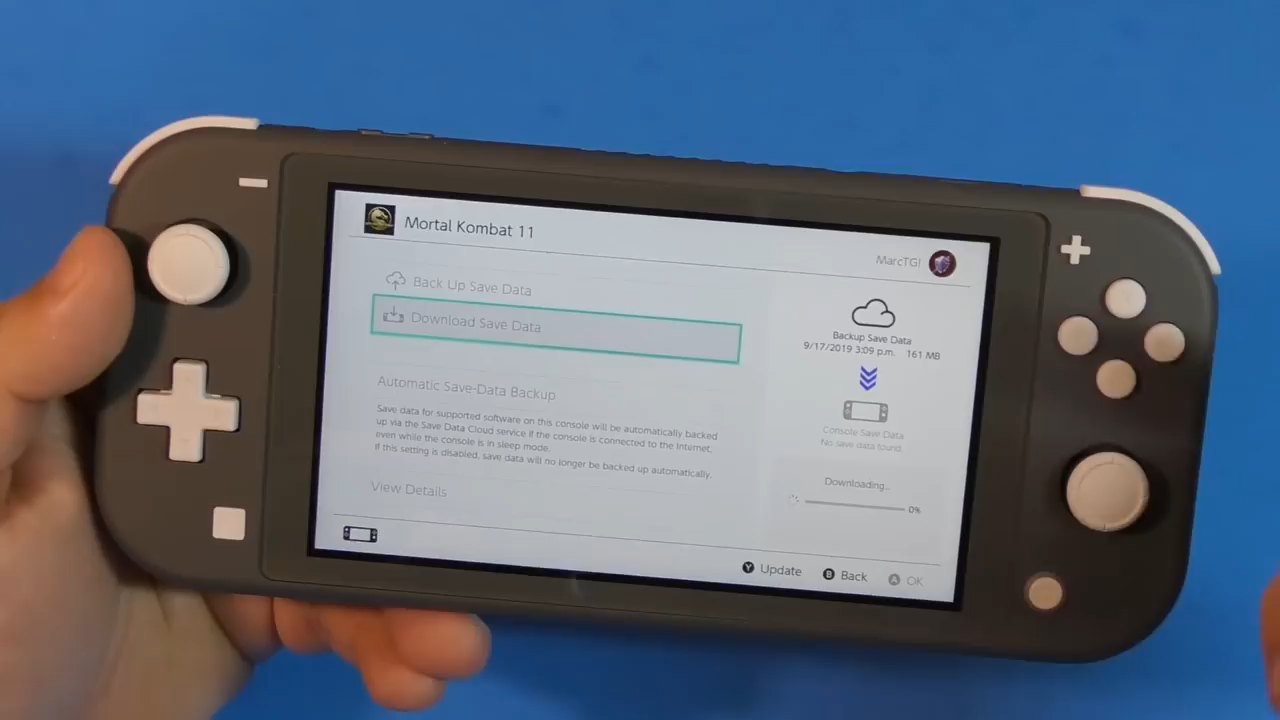 Mortal Kombat 11
MarcTG!
Back Up Save Data
Download Save Data
Automatic Save-Data Backup
Save data for supported software on this console will be automatically backed
up via the Save Data Cloud service if the console is connected to the Internet,
even while the console is in sleep mode.
If this setting is disabled, save data will no longer be backed up automatically.
View Details
Backup Save Data
9/17/2019 3:09 p.m. 161 MB
Console Save Data
No save data found.
Downloading...
0%
Y Update B Back A OK